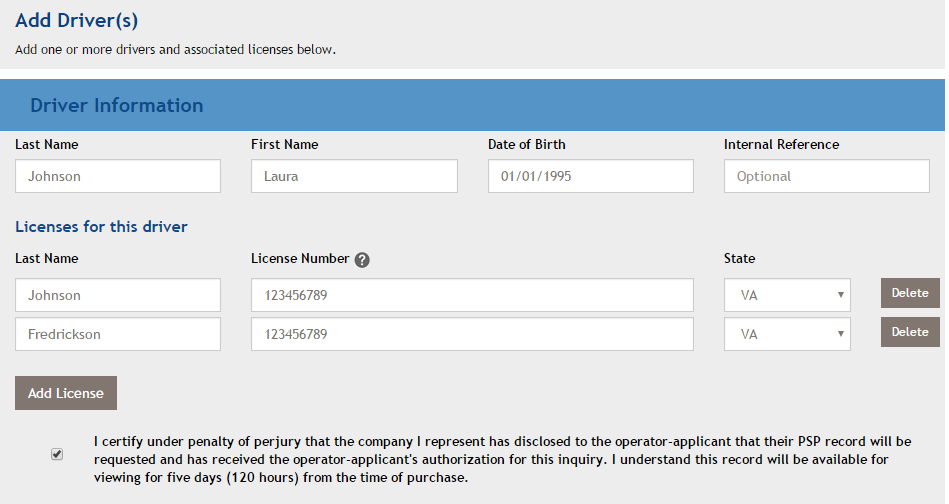 Add Driver(s)
Add one or more drivers and associated licenses below.
Driver Information
Last Name First Name Date of Birth Internal Reference
Johnson Laura 01/01/1995 Optional
Licenses for this driver
Last Name License Number ? State
Johnson 123456789 VA Delete
Fredrickson 123456789 VA Delete
Add License
I certify under penalty of perjury that the company I represent has disclosed to the operator-applicant that their PSP record will be
requested and has received the operator-applicant's authorization for this inquiry. I understand this record will be available for
viewing for five days (120 hours) from the time of purchase.